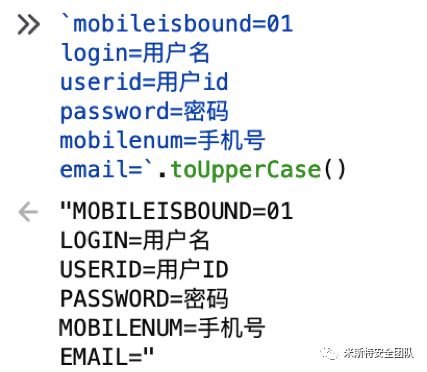 `mobileisbound=01
login=用户名
userid=用户id
password=密码
mobilenum=手机号
email=`.toUpperCase()
"MOBILEISBOUND=01
LOGIN=用户名
USERID=用户ID
PASSWORD=密码
MOBILENUM=手机号
EMAIL="
米斯特安全团队